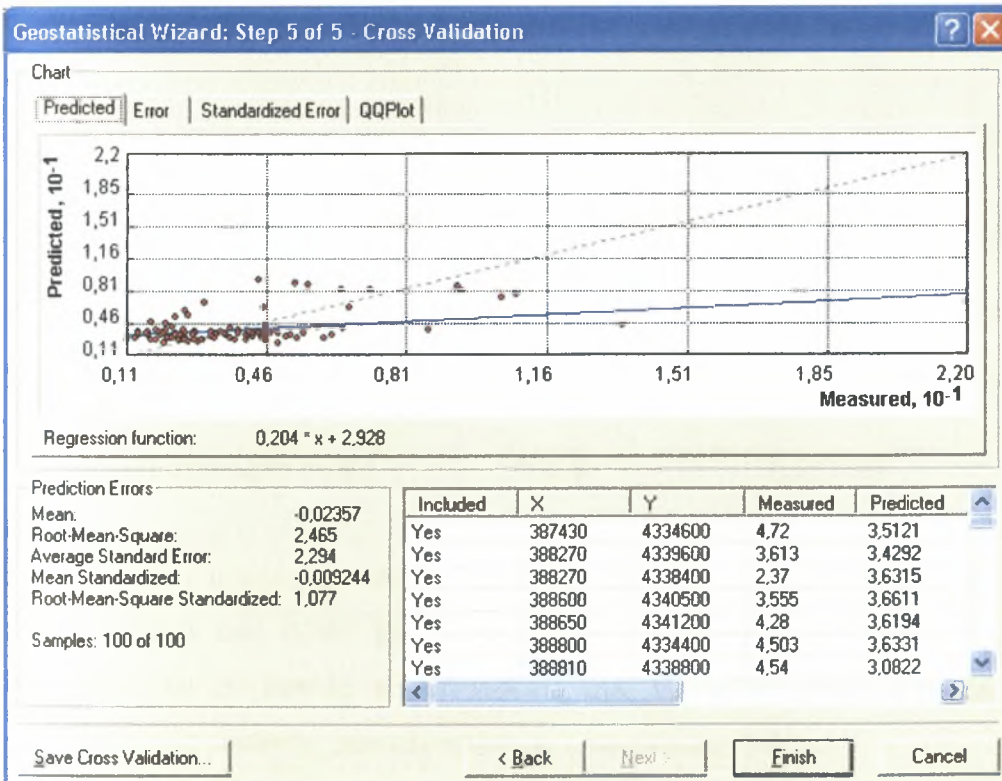 Geostatistical Wizard: Step 5 of 5 - Cross Validation
Chart
Predicted Error Standardized Error QQPlot
Predicted, 10-1
2,2
1,85
1,51
1,16
0,81
0,46
0,11
0,11 0,46 0,81 1,16 1,51 1,85 2,20
Measured, 10-1
Regression function: 0,204 * x + 2,928
Prediction Errors
Mean: -0,02357
Root-Mean-Square: 2,465
Average Standard Error: 2,294
Mean Standardized: -0,009244
Root-Mean-Square Standardized: 1,077
Samples: 100 of 100
Included X Y Measured Predicted
Yes 387430 4334600 4,72 3,5121
Yes 388270 4339600 3,613 3,4292
Yes 388270 4338400 2,37 3,6315
Yes 388600 4340500 3,555 3,6611
Yes 388650 4341200 4,28 3,6194
Yes 388800 4334400 4,503 3,6331
Yes 388810 4338800 4,54 3,0822
Save Cross Validation... < Back Next > Finish Cancel